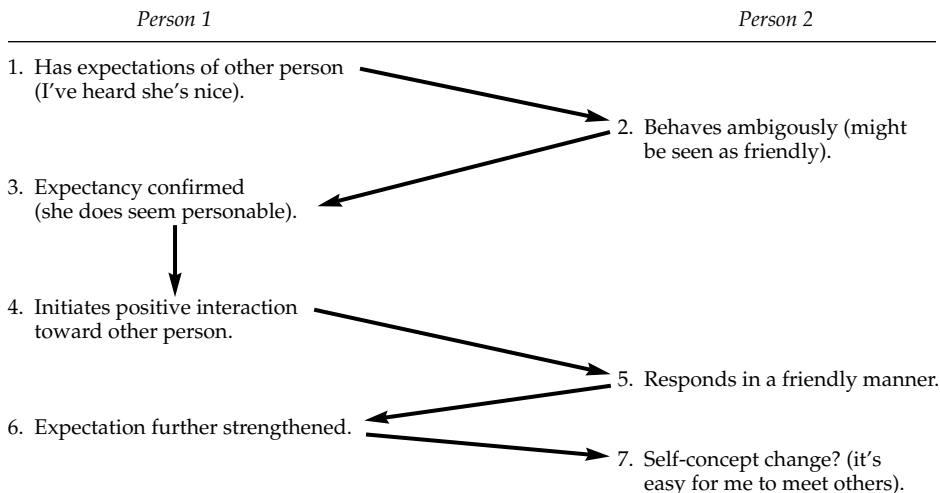 Person 1
Person 2
1. Has expectations of other person
(I've heard she's nice).
2. Behaves ambigously (might
be seen as friendly).
3. Expectancy confirmed
(she does seem personable).
4. Initiates positive interaction
toward other person.
5. Responds in a friendly manner.
6. Expectation further strengthened.
7. Self-concept change? (it's
easy for me to meet others).